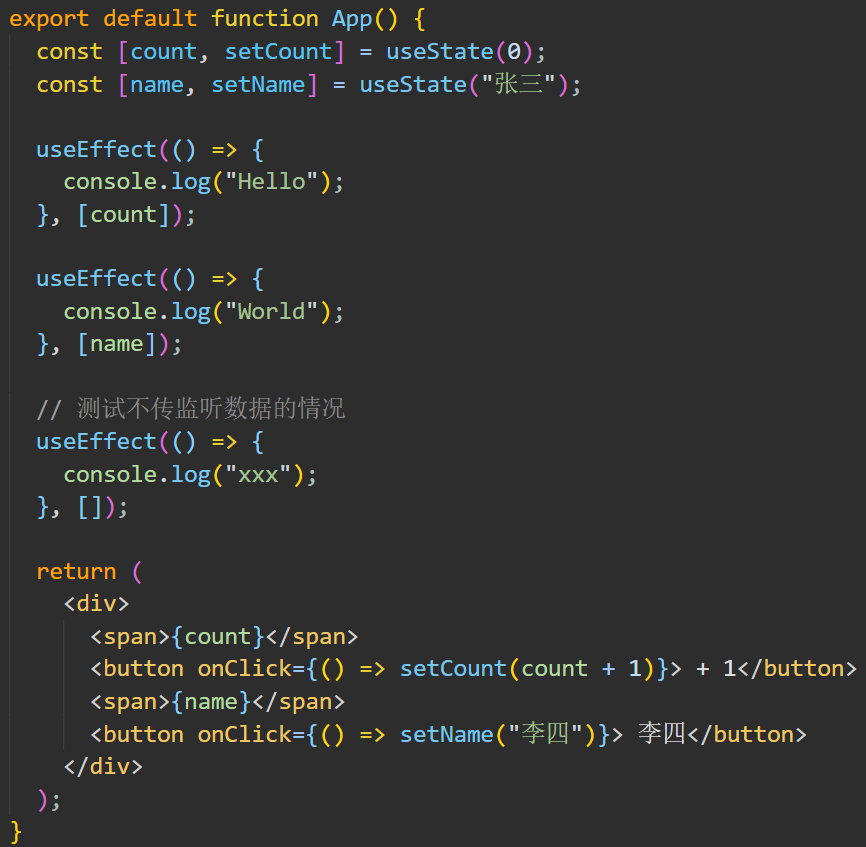 export default function App() {
  const [count, setCount] = useState(0);
  const [name, setName] = useState("张三");

  useEffect(() => {
    console.log("Hello");
  }, [count]);

  useEffect(() => {
    console.log("World");
  }, [name]);

  // 测试不传监听数据的情况
  useEffect(() => {
    console.log("xxx");
  }, []);

  return (
    <div>
      <span>{count}</span>
      <button onClick={() => setCount(count + 1)}> + 1</button>
      <span>{name}</span>
      <button onClick={() => setName("李四")}> 李四</button>
    </div>
  );
}